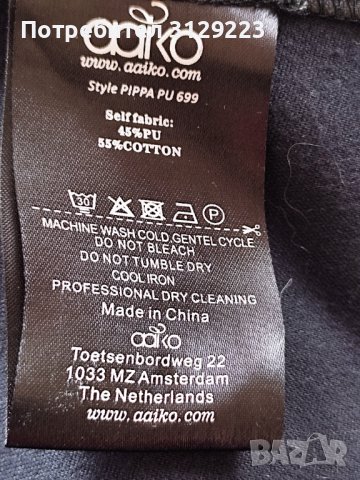 Потребител 3129223
aaiko
www.aaiko.com
Style PIPPA PU 699
Self fabric:
45%PU
55%COTTON
30 P
MACHINE WASH COLD,GENTEL CYCLE
DO NOT BLEACH
DO NOT TUMBLE DRY
COOL IRON
PROFESSIONAL DRY CLEANING
Made in China
aaiko
Toetsenbordweg 22
1033 MZ Amsterdam
The Netherlands
www.aaiko.com
BAZAR